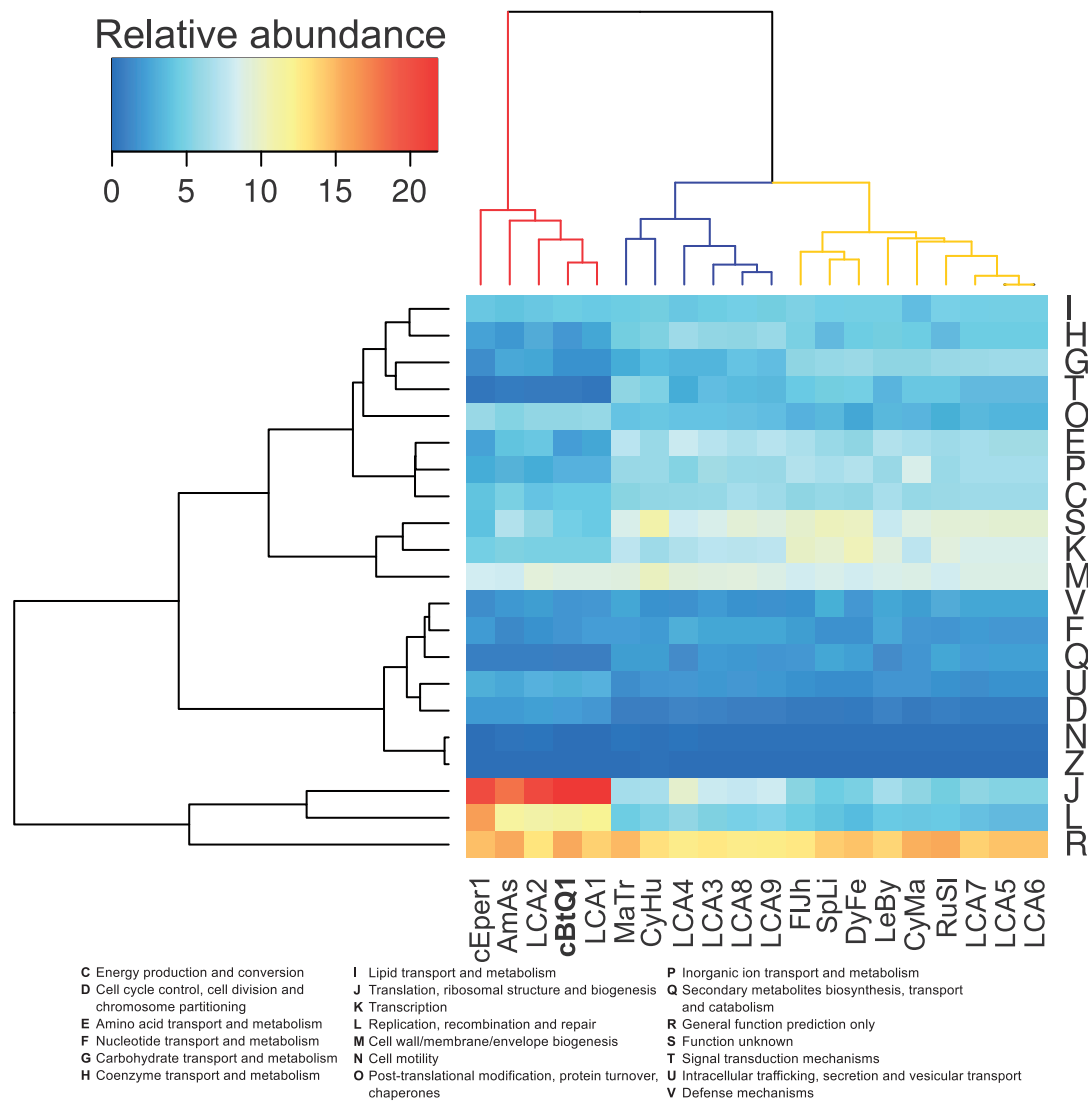 Relative abundance
0 5 10 15 20
I
H
G
T
O
E
P
C
S
K
M
V
F
Q
U
D
N
Z
J
L
R
cEper1
AmAs
LCA2
cBtQ1
LCA1
MaTr
CyHu
LCA4
LCA3
LCA8
LCA9
FlJh
SpLi
DyFe
LeBy
CyMa
RuSl
LCA7
LCA5
LCA6
C Energy production and conversion
D Cell cycle control, cell division and
chromosome partitioning
E Amino acid transport and metabolism
F Nucleotide transport and metabolism
G Carbohydrate transport and metabolism
H Coenzyme transport and metabolism
I Lipid transport and metabolism
J Translation, ribosomal structure and biogenesis
K Transcription
L Replication, recombination and repair
M Cell wall/membrane/envelope biogenesis
N Cell motility
O Post-translational modification, protein turnover,
chaperones
P Inorganic ion transport and metabolism
Q Secondary metabolites biosynthesis, transport
and catabolism
R General function prediction only
S Function unknown
T Signal transduction mechanisms
U Intracellular trafficking, secretion and vesicular transport
V Defense mechanisms